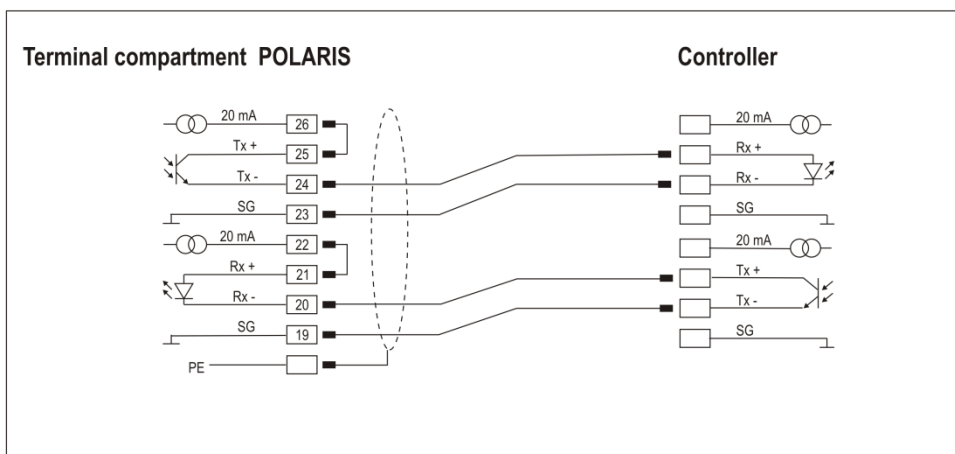 Terminal compartment POLARIS
Controller
20 mA 26
Tx + 25
Tx - 24
SG 23
20 mA 22
Rx + 21
Rx - 20
SG 19
PE
20 mA
Rx +
Rx -
SG
20 mA
Tx +
Tx -
SG